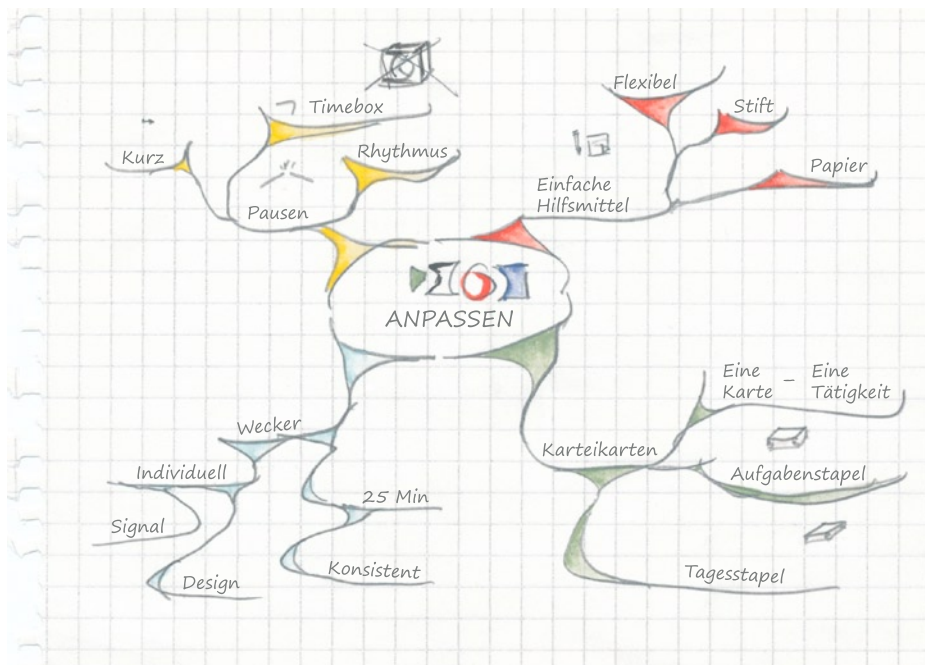 ANPASSEN
Einfache
Hilfsmittel
Flexibel
Stift
Papier
Karteikarten
Eine
Karte
–
Eine
Tätigkeit
Aufgabenstapel
Tagesstapel
Wecker
25 Min
Konsistent
Individuell
Signal
Design
Pausen
Kurz
Timebox
Rhythmus